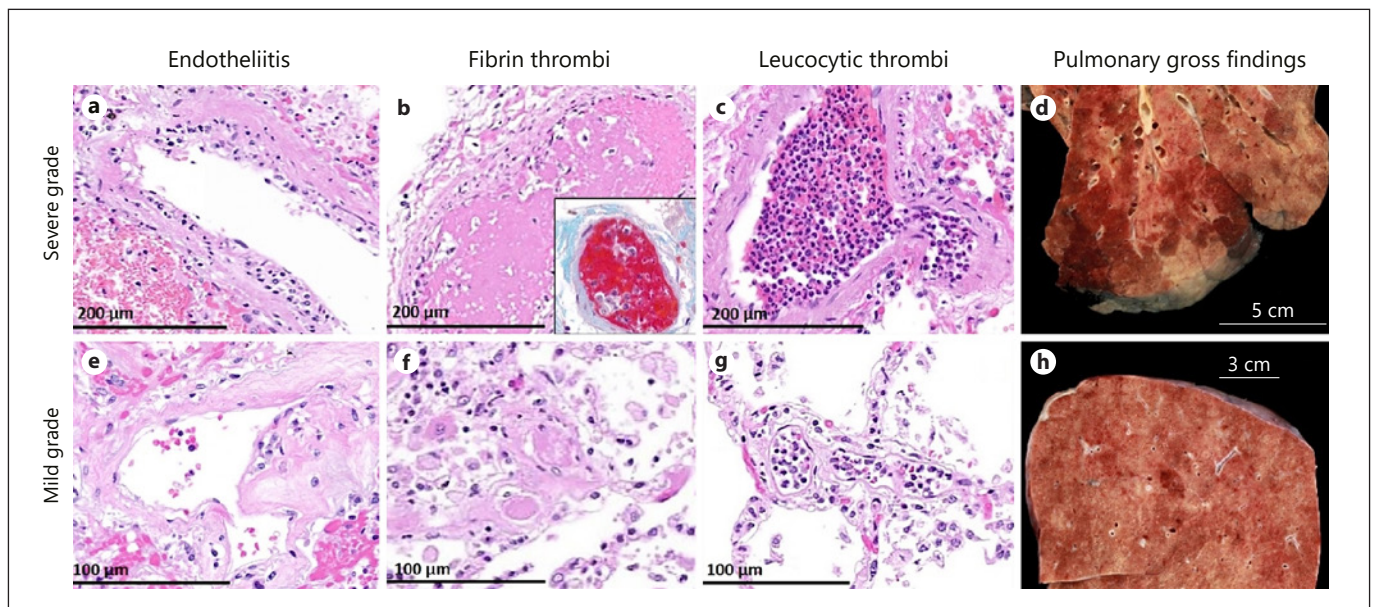 Endotheliitis
Fibrin thrombi
Leucocytic thrombi
Pulmonary gross findings
Severe grade
a
200 µm
b
200 µm
c
200 µm
d
5 cm
Mild grade
e
100 µm
f
100 µm
g
100 µm
h
3 cm